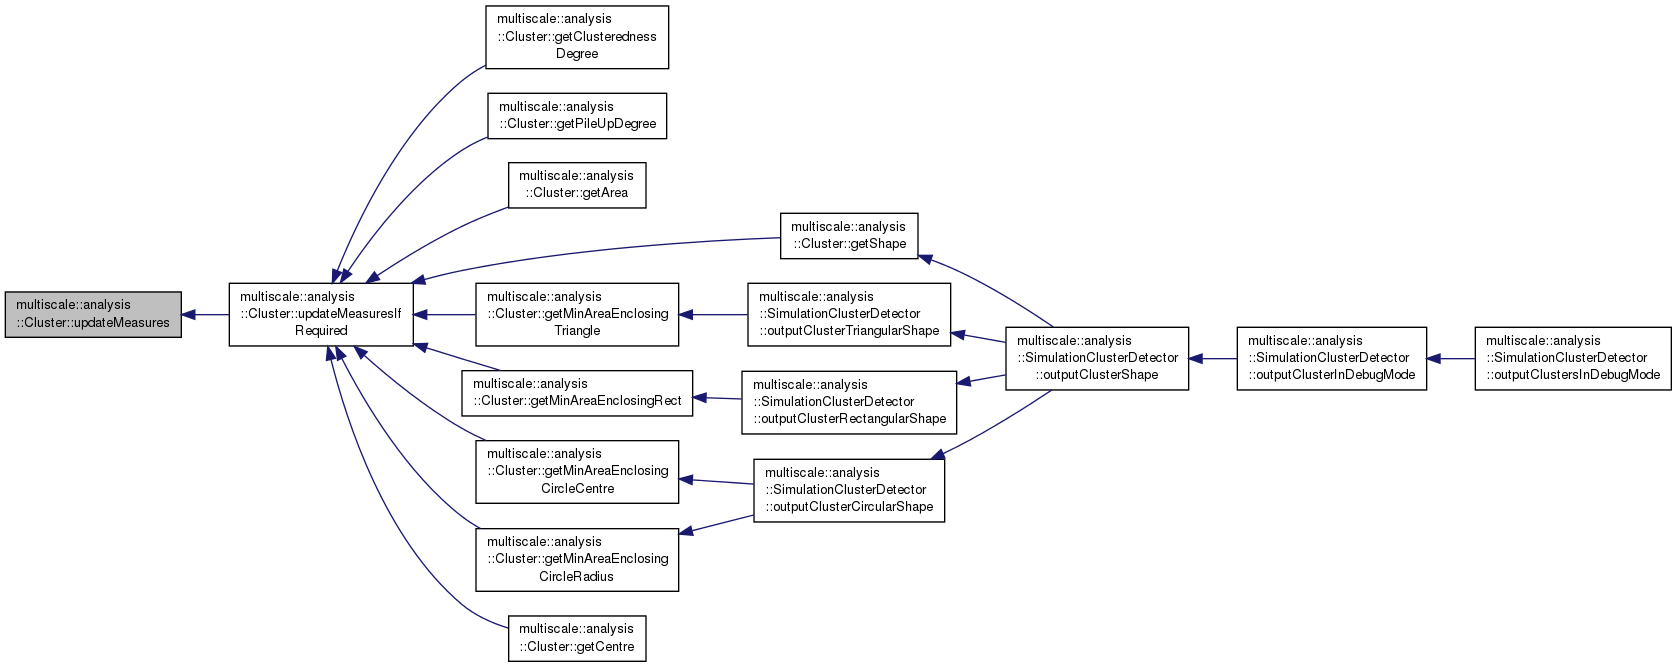 multiscale::analysis
::Cluster::updateMeasures
multiscale::analysis
::Cluster::updateMeasuresIf
Required
multiscale::analysis
::Cluster::getClusteredness
Degree
multiscale::analysis
::Cluster::getPileUpDegree
multiscale::analysis
::Cluster::getArea
multiscale::analysis
::Cluster::getShape
multiscale::analysis
::Cluster::getMinAreaEnclosing
Triangle
multiscale::analysis
::Cluster::getMinAreaEnclosingRect
multiscale::analysis
::Cluster::getMinAreaEnclosing
CircleCentre
multiscale::analysis
::Cluster::getMinAreaEnclosing
CircleRadius
multiscale::analysis
::Cluster::getCentre
multiscale::analysis
::SimulationClusterDetector
::outputClusterTriangularShape
multiscale::analysis
::SimulationClusterDetector
::outputClusterRectangularShape
multiscale::analysis
::SimulationClusterDetector
::outputClusterCircularShape
multiscale::analysis
::SimulationClusterDetector
::outputClusterShape
multiscale::analysis
::SimulationClusterDetector
::outputClusterInDebugMode
multiscale::analysis
::SimulationClusterDetector
::outputClustersInDebugMode